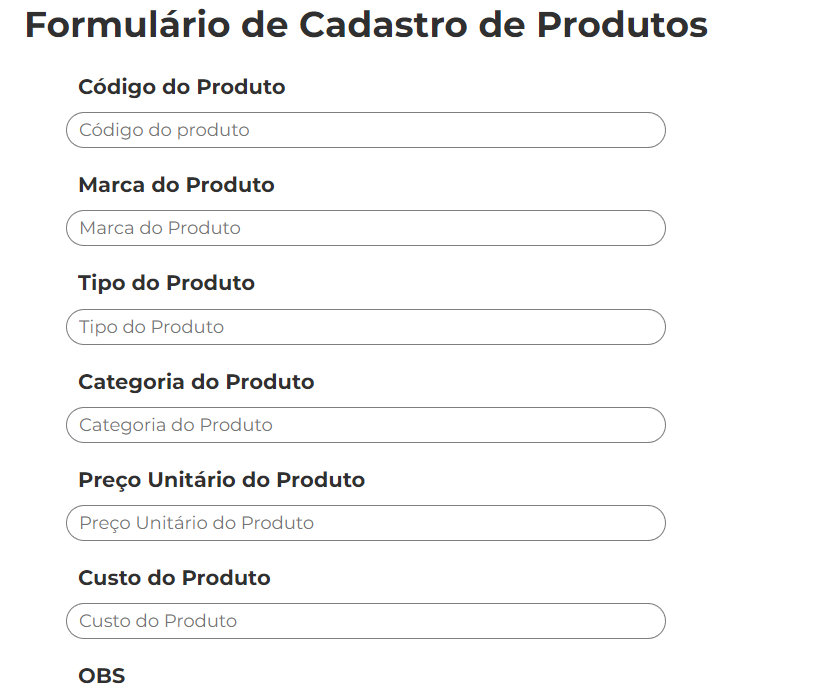 Formulário de Cadastro de Produtos
Código do Produto
Código do produto
Marca do Produto
Marca do Produto
Tipo do Produto
Tipo do Produto
Categoria do Produto
Categoria do Produto
Preço Unitário do Produto
Preço Unitário do Produto
Custo do Produto
Custo do Produto
OBS